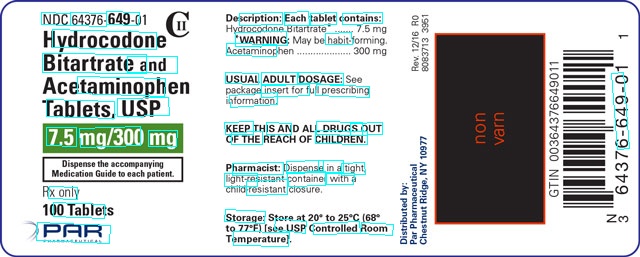 NDC 64376-649-01
CII
Hydrocodone
Bitartrate and
Acetaminophen
Tablets, USP
7.5 mg/300 mg
Dispense the accompanying
Medication Guide to each patient.
Rx only
100 Tablets
PAR
PHARMACEUTICAL
Description: Each tablet contains:
Hydrocodone Bitartrate* ....... 7.5 mg
*WARNING: May be habit-forming.
Acetaminophen ................... 300 mg
USUAL ADULT DOSAGE: See
package insert for full prescribing
information.
KEEP THIS AND ALL DRUGS OUT
OF THE REACH OF CHILDREN.
Pharmacist: Dispense in a tight,
light-resistant container with a
child-resistant closure.
Storage: Store at 20° to 25°C (68°
to 77°F) [see USP Controlled Room
Temperature].
Rev. 12/16 R0
8083713 3951
Distributed by:
Par Pharmaceutical
Chestnut Ridge, NY 10977
non
varn
GTIN 00364376649011
N
3 64376-649-01 1